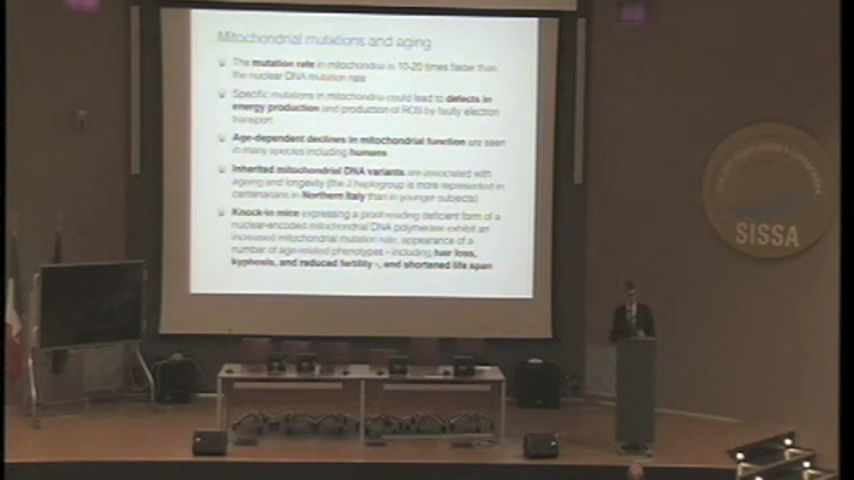 Mitochondrial mutations and aging
The mutation rate in mitochondria is 10-20 times faster than
the nuclear DNA mutation rate
Specific mutations in mitochondria could lead to defects in
energy production and production of ROS by faulty electron
transport
Age-dependent declines in mitochondrial function are seen
in many species including humans
Inherited mitochondrial DNA variants are associated with
ageing and longevity (the J haplogroup is more represented in
centenarians in Northern Italy than in younger subjects)
Knock-in mice expressing a proof-reading deficient form of a
nuclear-encoded mitochondrial DNA polymerase exhibit an
increased mitochondrial mutation rate; appearance of a
number of age-related phenotypes - including hair loss,
kyphosis, and reduced fertility -, and shortened life span
SISSA